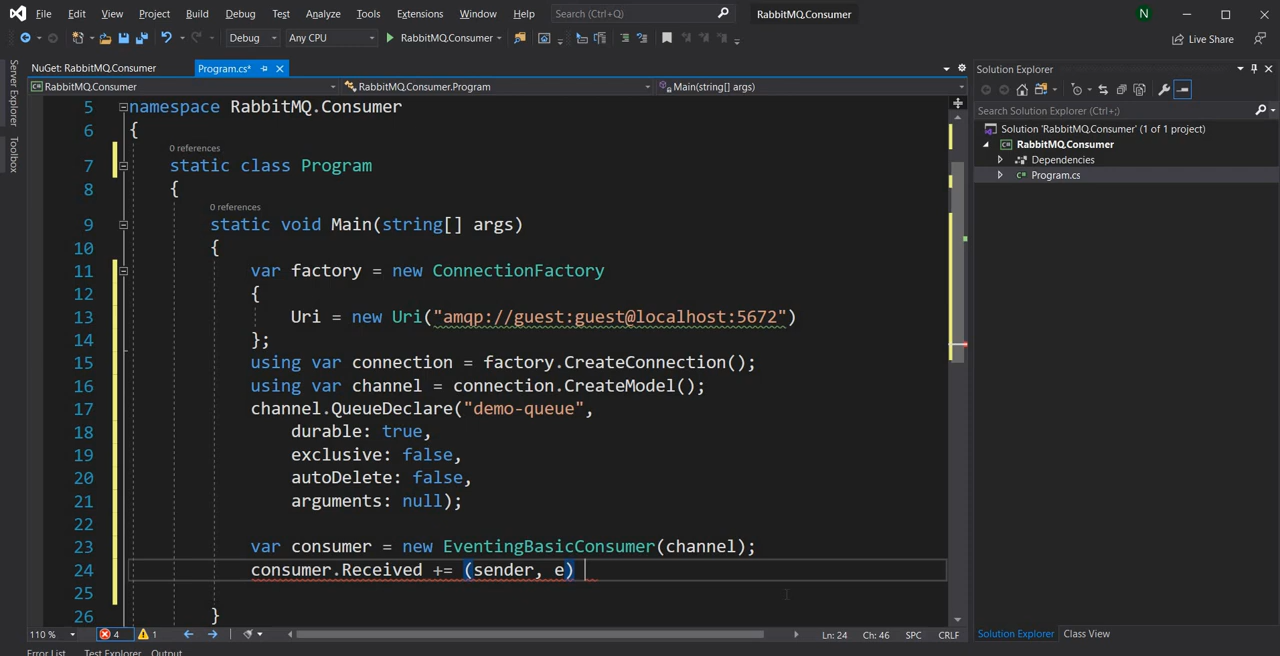 File Edit View Project Build Debug Test Analyze Tools Extensions Window Help Search (Ctrl+Q) RabbitMQ.Consumer N
Debug Any CPU RabbitMQ.Consumer Live Share
Server Explorer
Toolbox
NuGet: RabbitMQ.Consumer Program.cs*
RabbitMQ.Consumer RabbitMQ.Consumer.Program Main(string[] args)
5 namespace RabbitMQ.Consumer
6 {
0 references
7 static class Program
8 {
0 references
9 static void Main(string[] args)
10 {
11 var factory = new ConnectionFactory
12 {
13 Uri = new Uri("amqp://guest:guest@localhost:5672")
14 };
15 using var connection = factory.CreateConnection();
16 using var channel = connection.CreateModel();
17 channel.QueueDeclare("demo-queue",
18 durable: true,
19 exclusive: false,
20 autoDelete: false,
21 arguments: null);
22
23 var consumer = new EventingBasicConsumer(channel);
24 consumer.Received += (sender, e)
25
26 }
110 % 4 1 Ln: 24 Ch: 46 SPC CRLF
Error List Test Explorer Output
Solution Explorer
Search Solution Explorer (Ctrl+;)
Solution 'RabbitMQ.Consumer' (1 of 1 project)
RabbitMQ.Consumer
Dependencies
C# Program.cs
Solution Explorer Class View